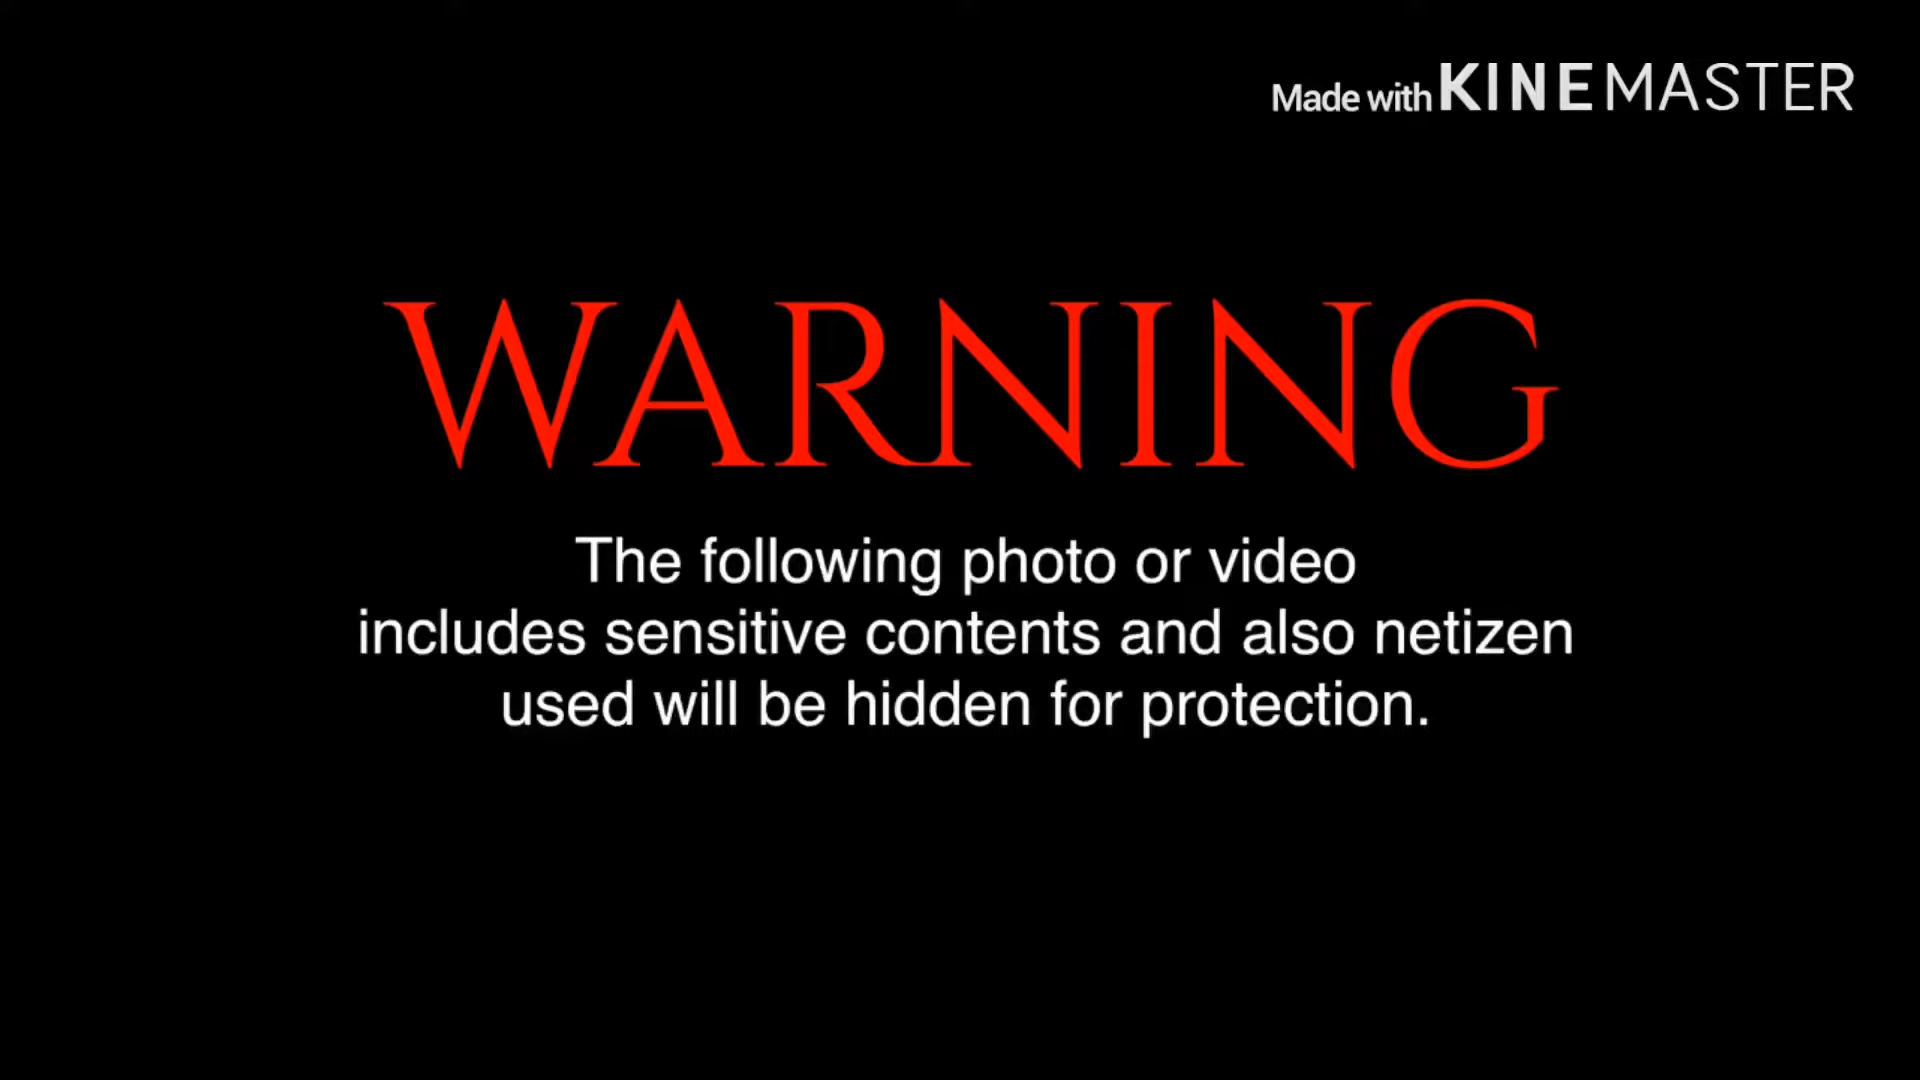 Made with KINEMASTER
WARNING
The following photo or video
includes sensitive contents and also netizen
used will be hidden for protection.